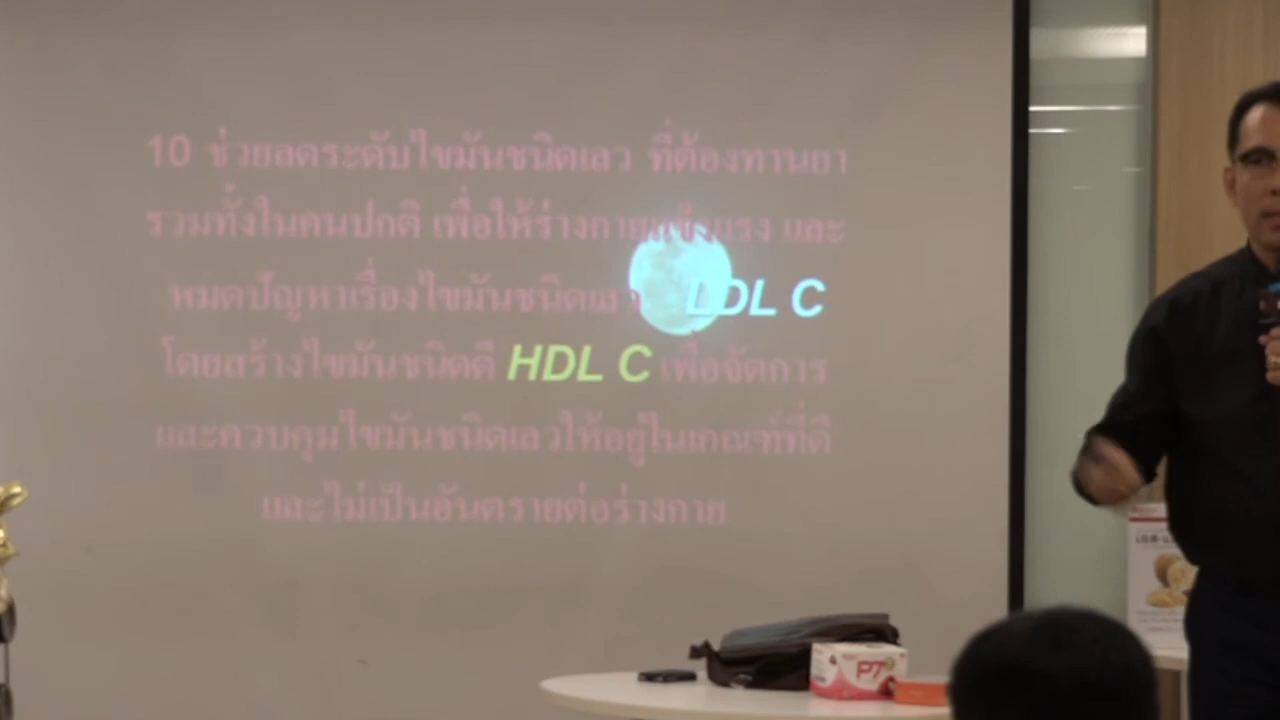 10 ช่วยลดระดับไขมันชนิดเลว ที่ต้องทานยา
รวมทั้งในคนปกติ เพื่อให้ร่างกายแข็งแรง และ
หมดปัญหาเรื่องไขมันชนิดเลว LDL C
โดยสร้างไขมันชนิดดี HDL C เพื่อจัดการ
และควบคุมไขมันชนิดเลวให้อยู่ในเกณฑ์ที่ดี
และไม่เป็นอันตรายต่อร่างกาย
P7